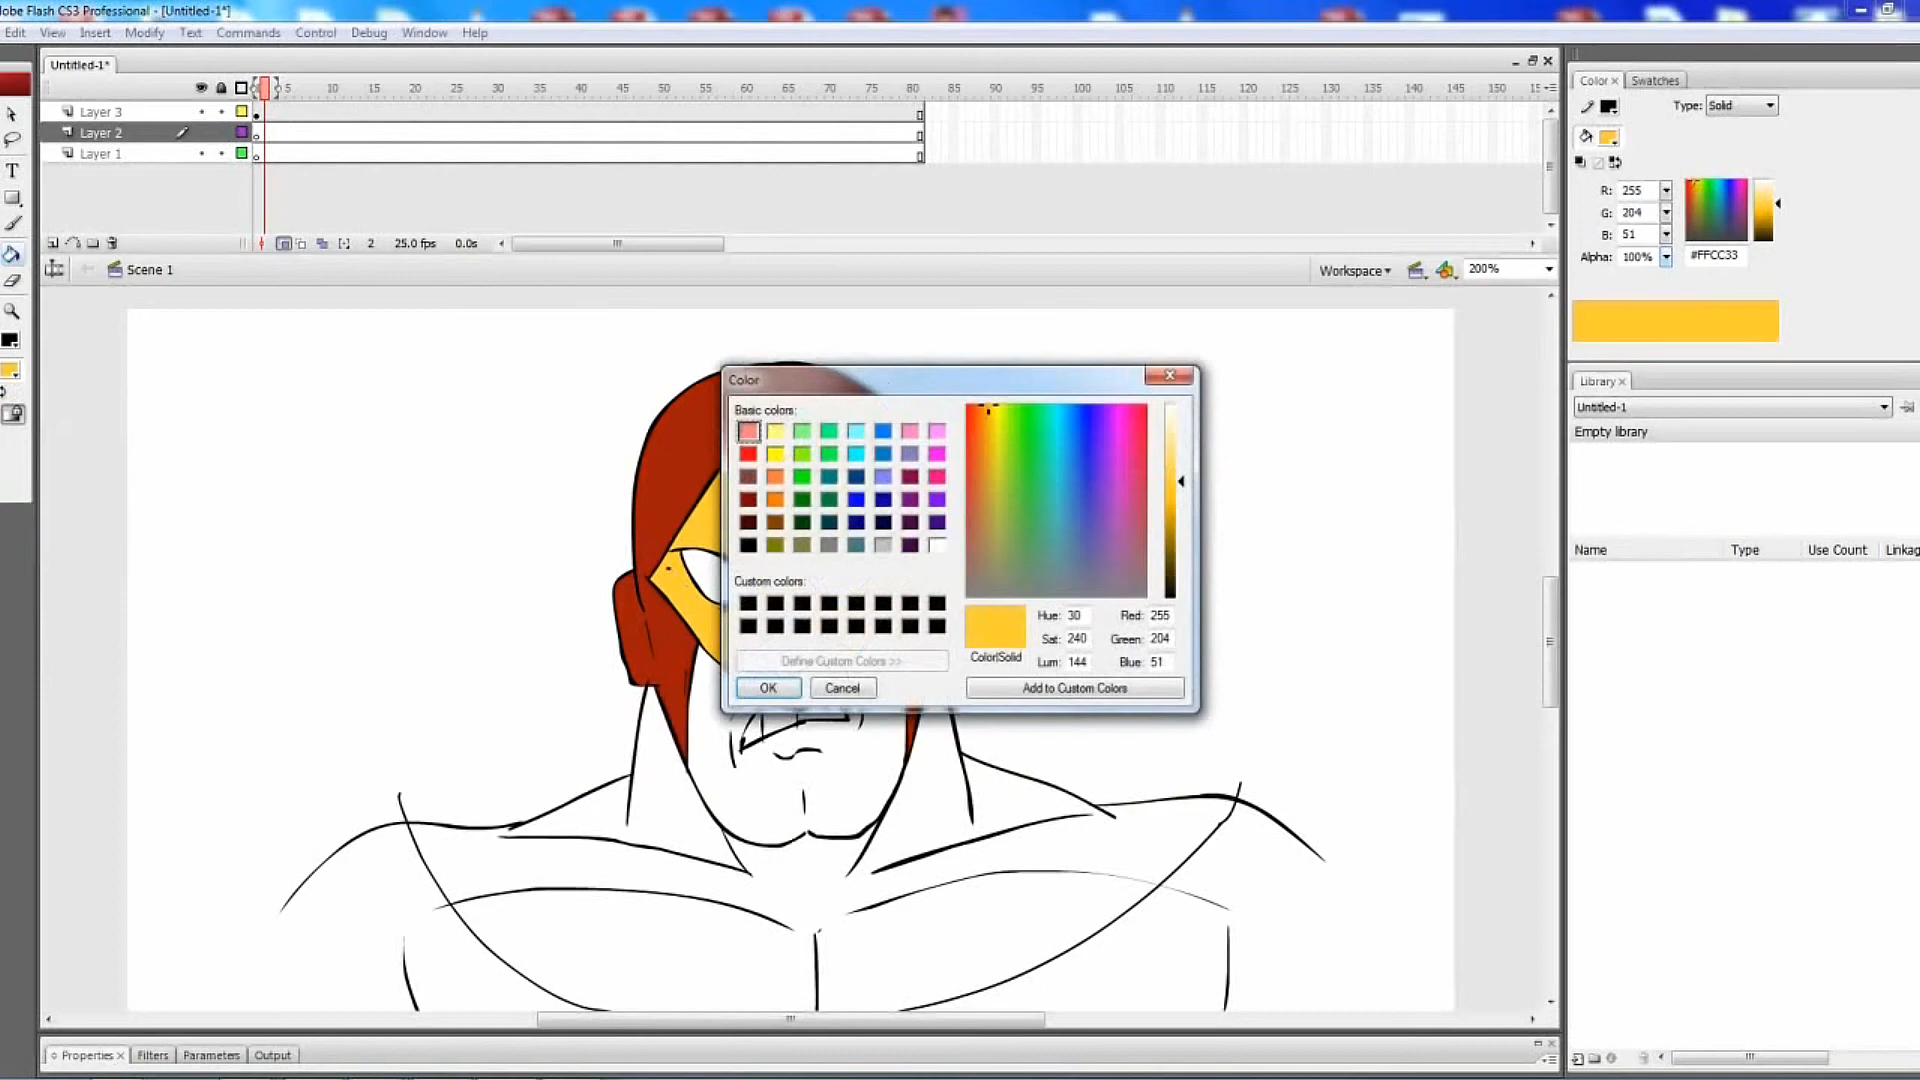 dobe Flash CS3 Professional - [Untitled-1*]
Edit View Insert Modify Text Commands Control Debug Window Help
Untitled-1*
5 10 15 20 25 30 35 40 45 50 55 60 65 70 75 80 85 90 95 100 105 110 115 120 125 130 135 140 145 150 15
Layer 3
Layer 2
Layer 1
2 25.0 fps 0.0s
Scene 1
Workspace
200%
Color
Basic colors:
Custom colors:
Define Custom Colors >>
OK Cancel
Color|Solid
Hue: 30 Red: 255
Sat: 240 Green: 204
Lum: 144 Blue: 51
Add to Custom Colors
Color × Swatches
Type: Solid
R: 255
G: 204
B: 51
Alpha: 100% #FFCC33
Library ×
Untitled-1
Empty library
Name Type Use Count Linkag
Properties × Filters Parameters Output